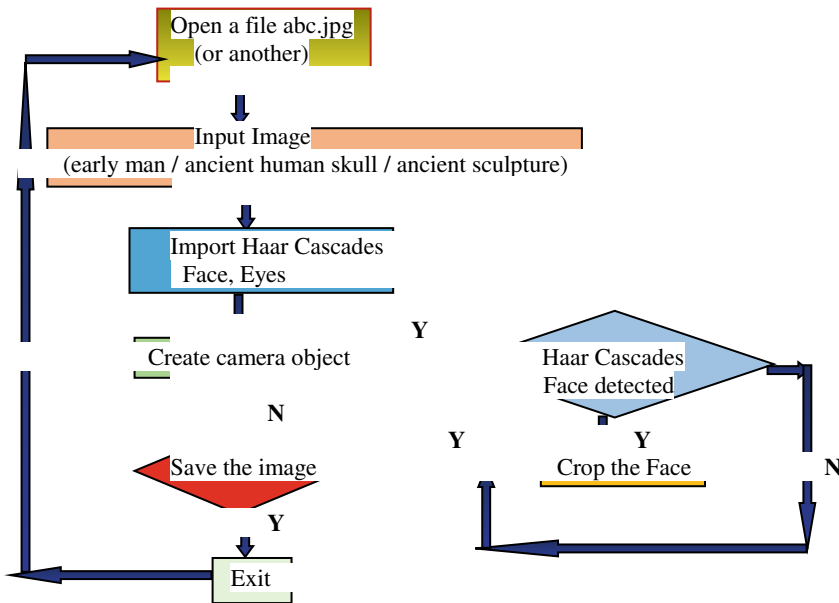 Open a file abc.jpg
(or another)
Input Image
(early man / ancient human skull / ancient sculpture)
Import Haar Cascades
Face, Eyes
Y
Create camera object
Haar Cascades
Face detected
N
Y
Y
Save the image
Crop the Face
N
Y
Exit